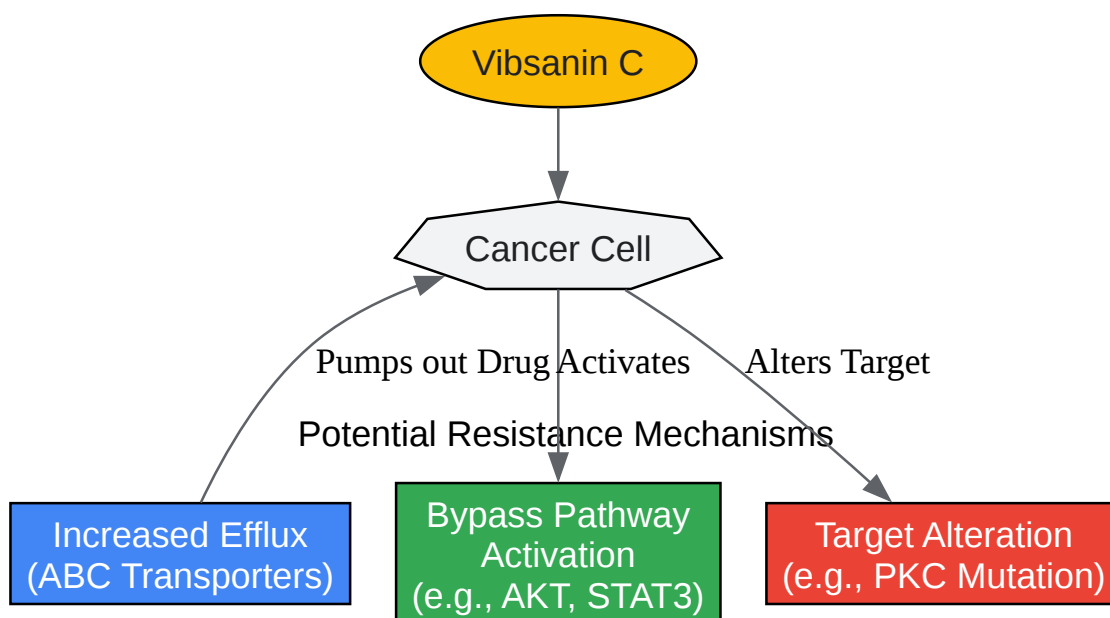 Vibsanin C
Cancer Cell
Pumps out Drug
Activates
Alters Target
Potential Resistance Mechanisms
Increased Efflux
(ABC Transporters)
Bypass Pathway
Activation
(e.g., AKT, STAT3)
Target Alteration
(e.g., PKC Mutation)